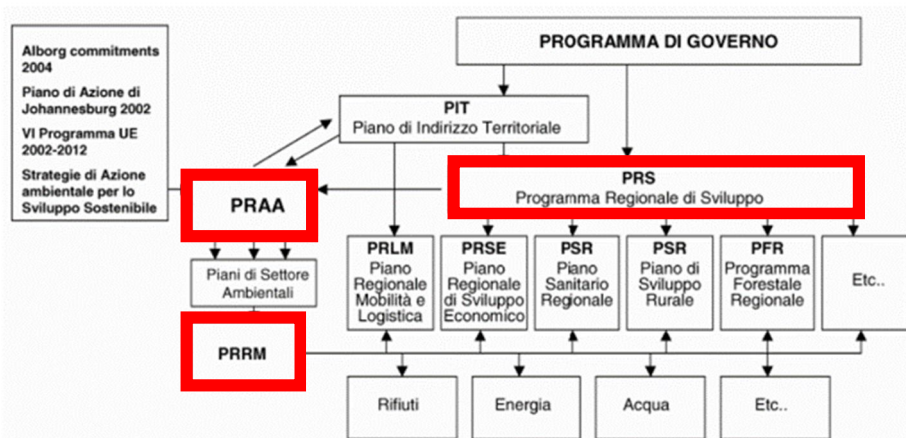 Alborg commitments
2004
Piano di Azione di
Johannesburg 2002
VI Programma UE
2002-2012
Strategie di Azione
ambientale per lo
Sviluppo Sostenibile
PROGRAMMA DI GOVERNO
PIT
Piano di Indirizzo Territoriale
PRS
Programma Regionale di Sviluppo
PRAA
Piani di Settore
Ambientali
PRRM
PRLM
Piano
Regionale
Mobilità e
Logistica
PRSE
Piano
Regionale
di Sviluppo
Economico
PSR
Piano
Sanitario
Regionale
PSR
Piano di
Sviluppo
Rurale
PFR
Programma
Forestale
Regionale
Etc..
Rifiuti
Energia
Acqua
Etc..